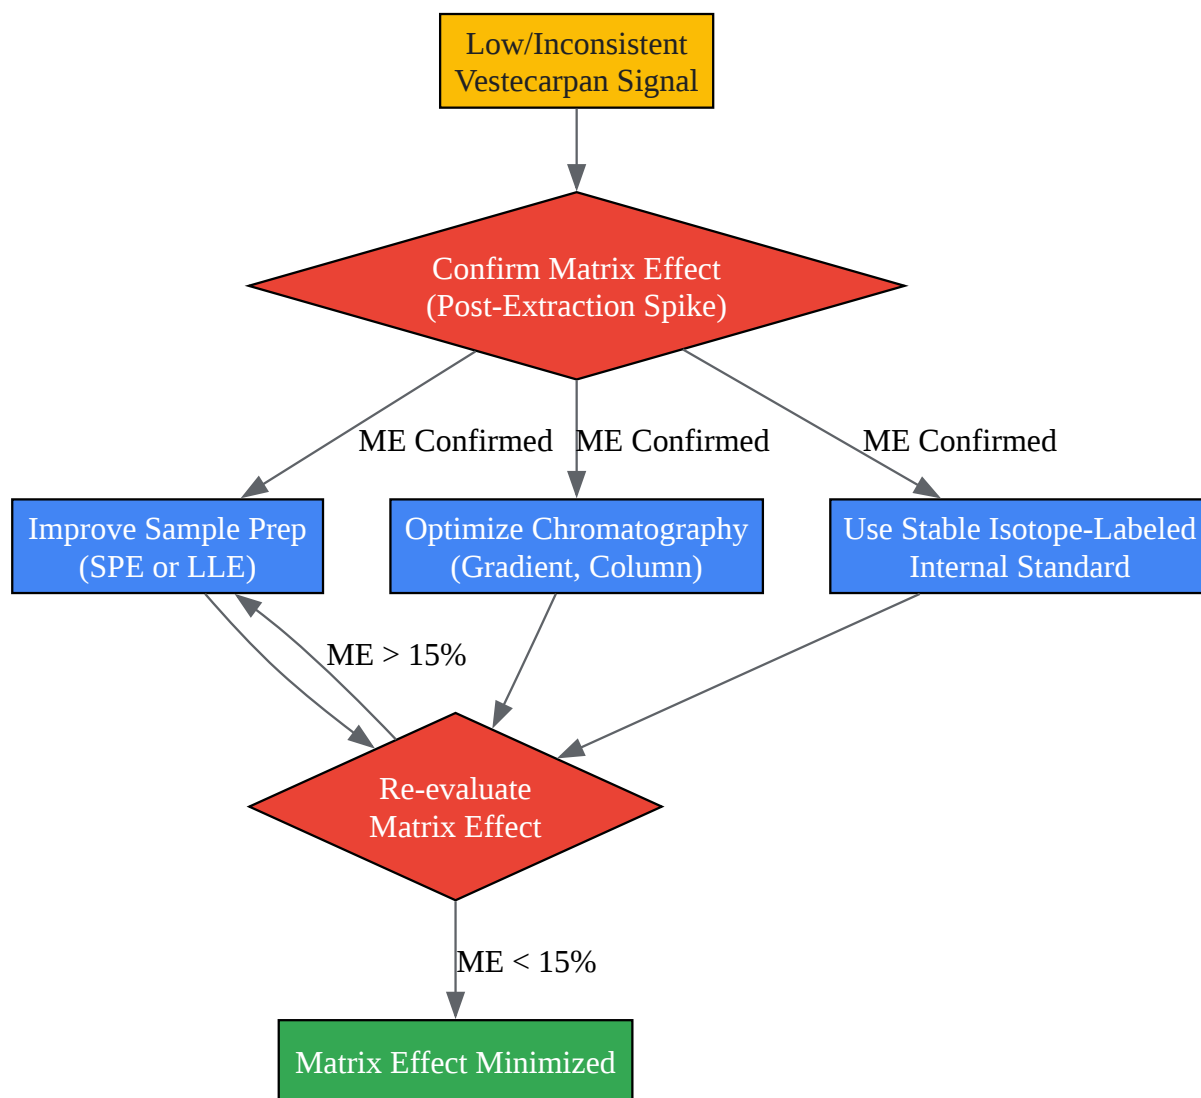 Low/Inconsistent
Vestecarpan Signal
Confirm Matrix Effect
(Post-Extraction Spike)
ME Confirmed
ME Confirmed
ME Confirmed
Improve Sample Prep
(SPE or LLE)
Optimize Chromatography
(Gradient, Column)
Use Stable Isotope-Labeled
Internal Standard
ME > 15%
Re-evaluate
Matrix Effect
ME < 15%
Matrix Effect Minimized